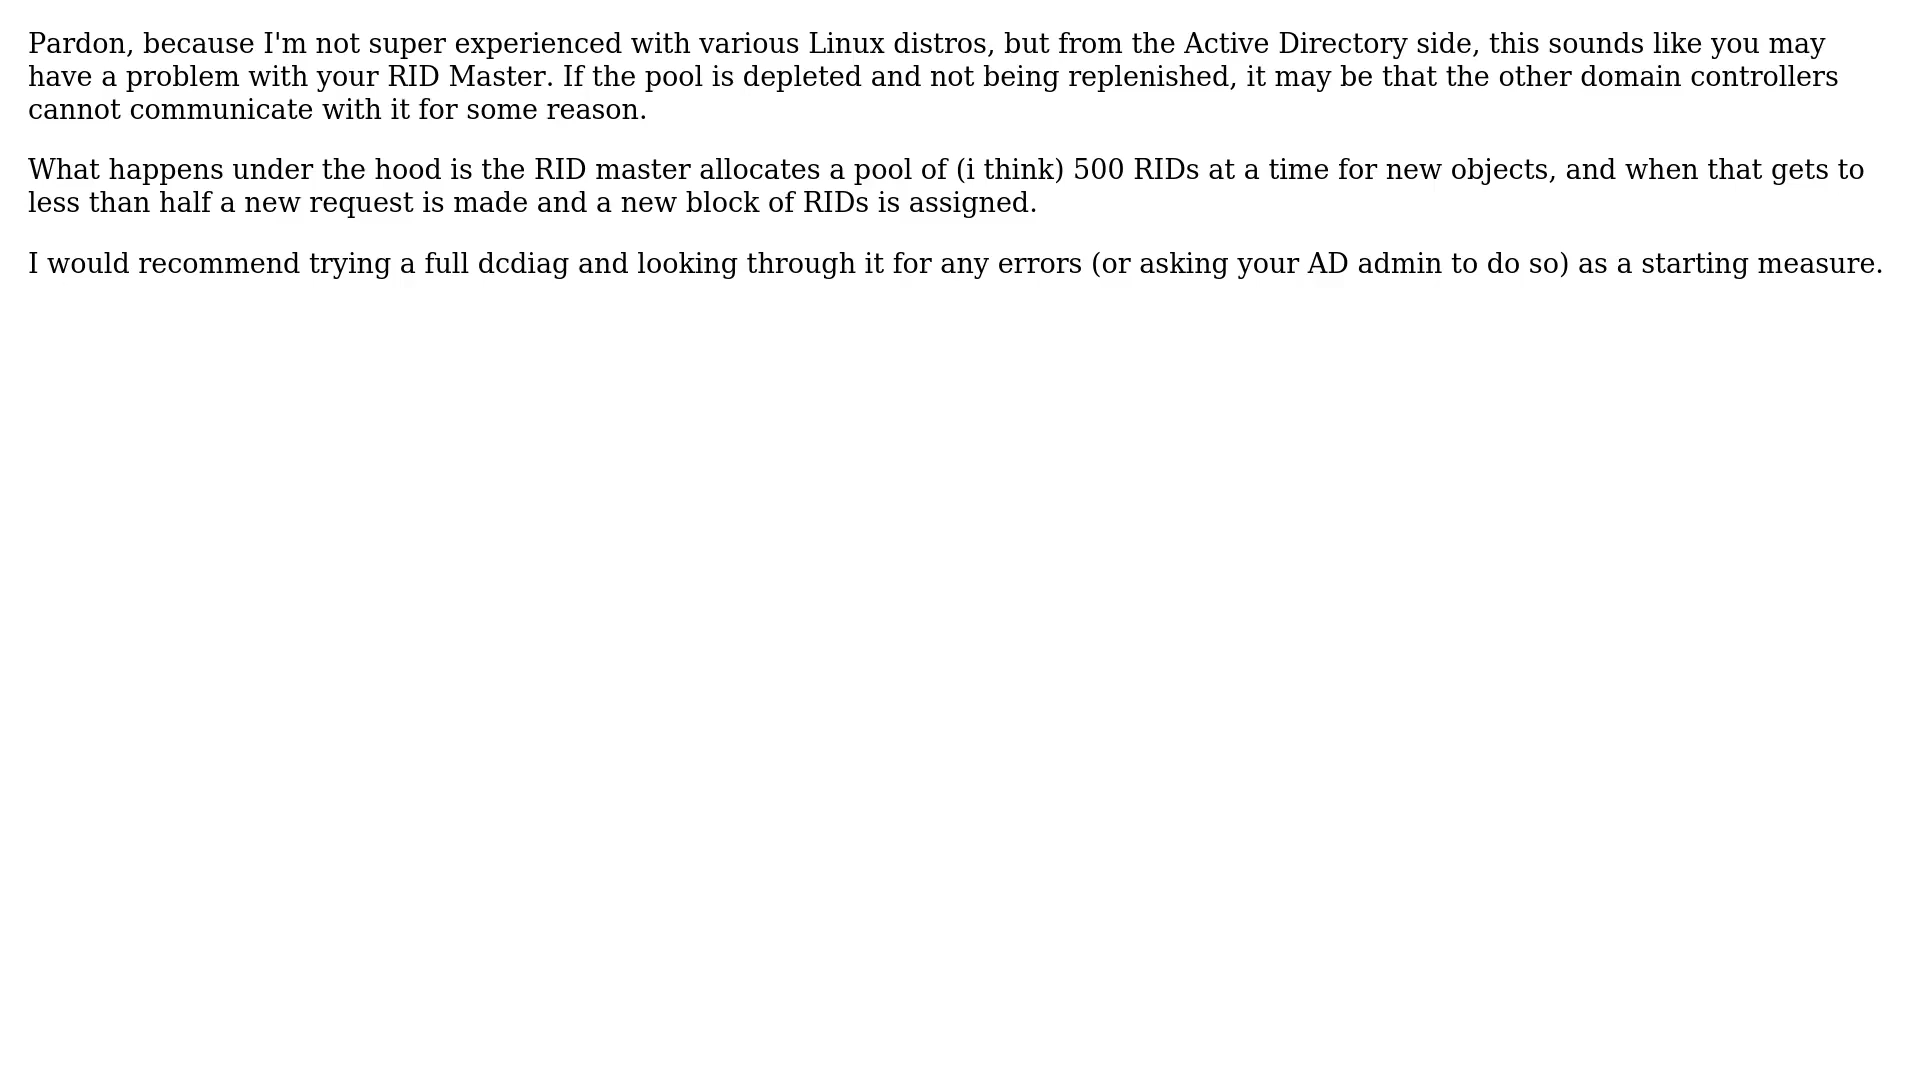 Pardon, because I'm not super experienced with various Linux distros, but from the Active Directory side, this sounds like you may
have a problem with your RID Master. If the pool is depleted and not being replenished, it may be that the other domain controllers
cannot communicate with it for some reason.
What happens under the hood is the RID master allocates a pool of (i think) 500 RIDs at a time for new objects, and when that gets to
less than half a new request is made and a new block of RIDs is assigned.
I would recommend trying a full dcdiag and looking through it for any errors (or asking your AD admin to do so) as a starting measure.